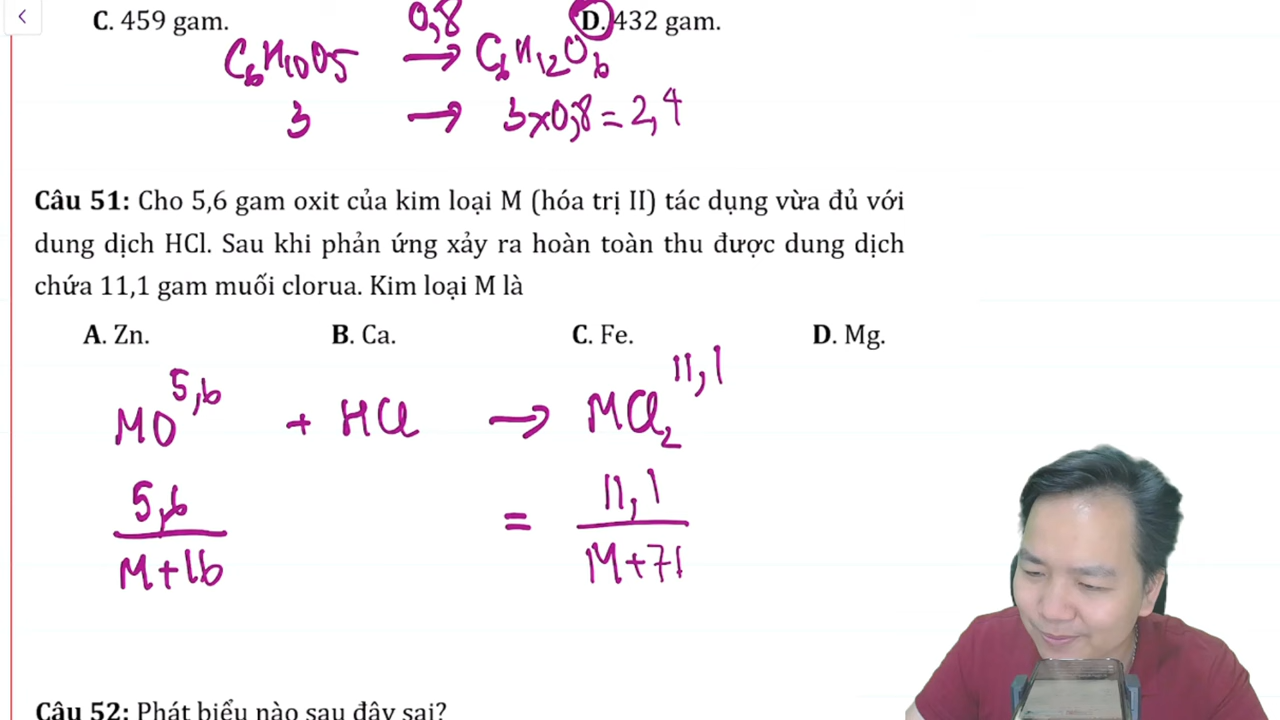 C. 459 gam. D. 432 gam.
0,8
C6H10O5 → C6H12O6
3 → 3x0,8=2,4
Câu 51: Cho 5,6 gam oxit của kim loại M (hóa trị II) tác dụng vừa đủ với
dung dịch HCl. Sau khi phản ứng xảy ra hoàn toàn thu được dung dịch
chứa 11,1 gam muối clorua. Kim loại M là
A. Zn. B. Ca. C. Fe. D. Mg.
5,6 11,1
MO + HCl → MCl2
5,6 = 11,1
M+16 M+71
Câu 52: Phát biểu nào sau đây sai?